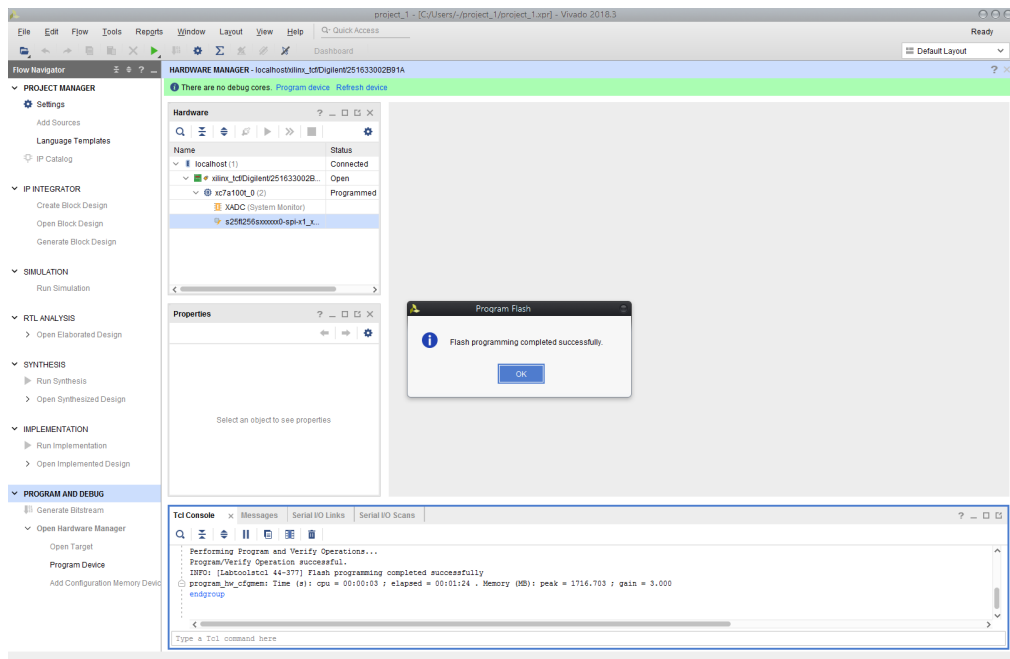 project_1 - [C:/Users/-/project_1/project_1.xpr] - Vivado 2018.3
File Edit Flow Tools Reports Window Layout View Help Q- Quick Access Ready
Dashboard Default Layout
Flow Navigator
HARDWARE MANAGER - localhost/xilinx_tcf/Digilent/251633002B91A
There are no debug cores. Program device Refresh device
PROJECT MANAGER
Settings
Add Sources
Language Templates
IP Catalog
IP INTEGRATOR
Create Block Design
Open Block Design
Generate Block Design
SIMULATION
Run Simulation
RTL ANALYSIS
Open Elaborated Design
SYNTHESIS
Run Synthesis
Open Synthesized Design
IMPLEMENTATION
Run Implementation
Open Implemented Design
PROGRAM AND DEBUG
Generate Bitstream
Open Hardware Manager
Open Target
Program Device
Add Configuration Memory Devic
Hardware
Name Status
localhost (1) Connected
xilinx_tcf/Digilent/251633002B... Open
xc7a100t_0 (2) Programmed
XADC (System Monitor)
s25fl256sxxxxxx0-spi-x1_x...
Properties
Select an object to see properties
Program Flash
Flash programming completed successfully.
OK
Tcl Console Messages Serial I/O Links Serial I/O Scans
Performing Program and Verify Operations...
Program/Verify Operation successful.
INFO: [Labtoolstcl 44-377] Flash programming completed successfully
program_hw_cfgmem: Time (s): cpu = 00:00:03 ; elapsed = 00:01:24 . Memory (MB): peak = 1716.703 ; gain = 3.000
endgroup
Type a Tcl command here